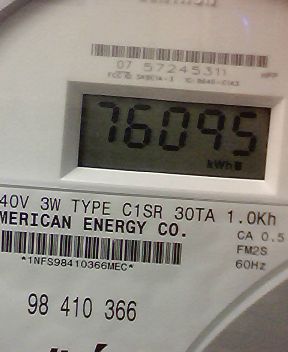 07 57245311
76095
kWh
40V 3W TYPE C1SR 30TA 1.0Kh
MERICAN ENERGY CO.
CA 0.5
FM2S
60Hz
*1NFS98410366MEC*
98 410 366